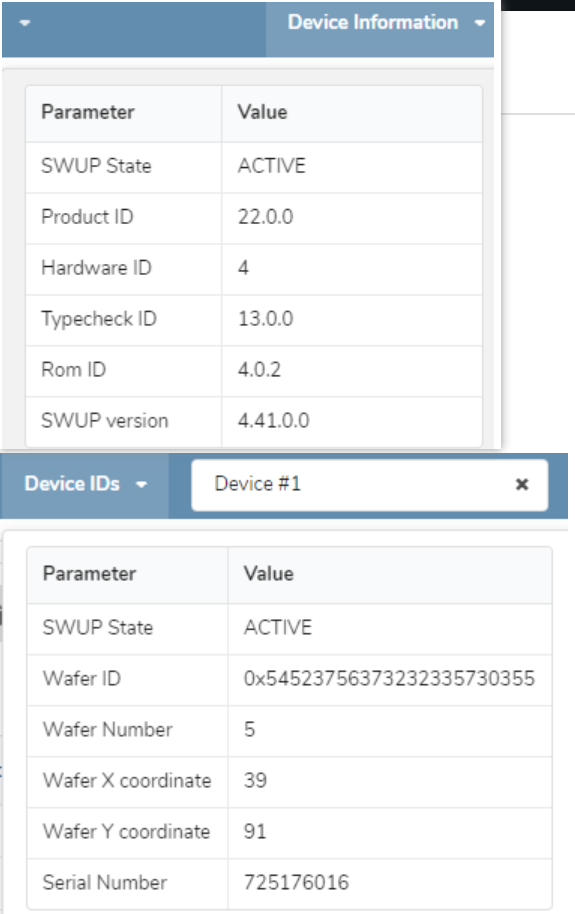 Device Information
Parameter Value
SWUP State ACTIVE
Product ID 22.0.0
Hardware ID 4
Typecheck ID 13.0.0
Rom ID 4.0.2
SWUP version 4.41.0.0
Device IDs Device #1
Parameter Value
SWUP State ACTIVE
Wafer ID 0x54523756373232335730355
Wafer Number 5
Wafer X coordinate 39
Wafer Y coordinate 91
Serial Number 725176016